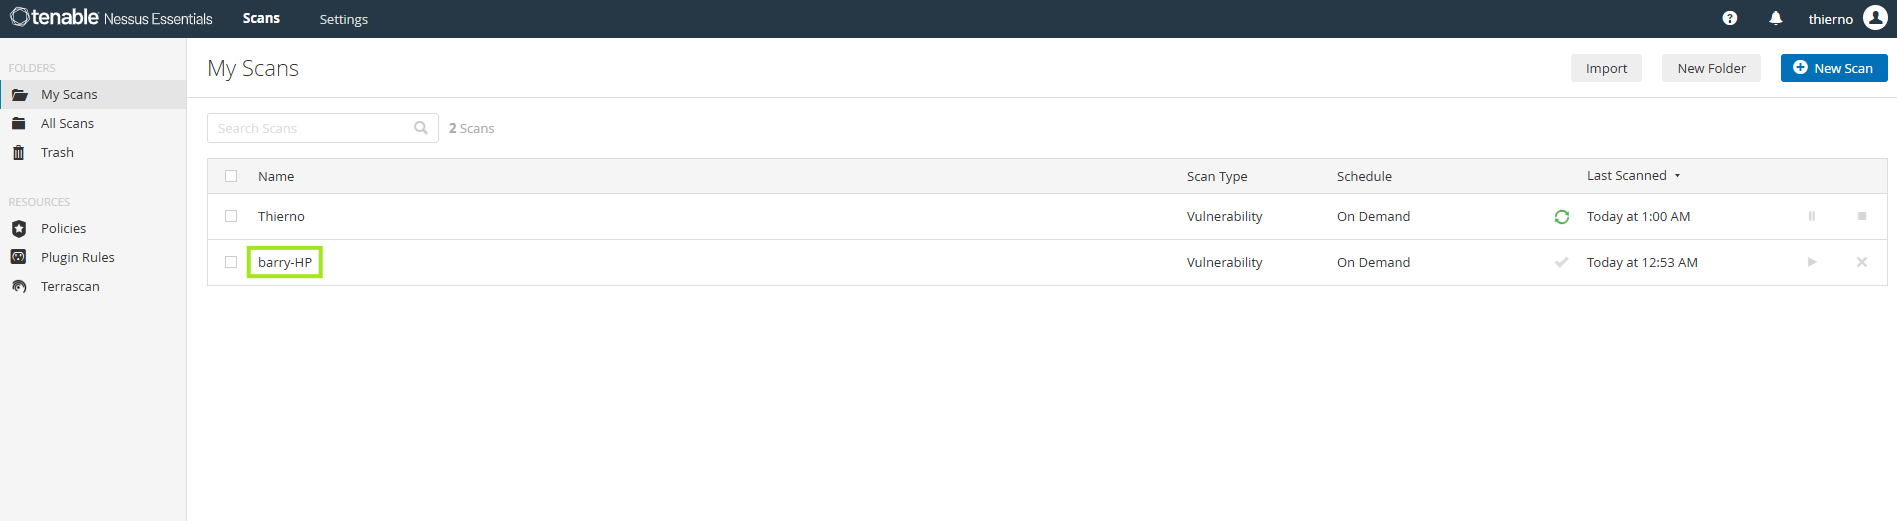 tenable Nessus Essentials Scans Settings thierno
FOLDERS
My Scans
All Scans
Trash
RESOURCES
Policies
Plugin Rules
Terrascan
My Scans Import New Folder New Scan
Search Scans 2 Scans
Name Scan Type Schedule Last Scanned
Thierno Vulnerability On Demand Today at 1:00 AM
barry-HP Vulnerability On Demand Today at 12:53 AM